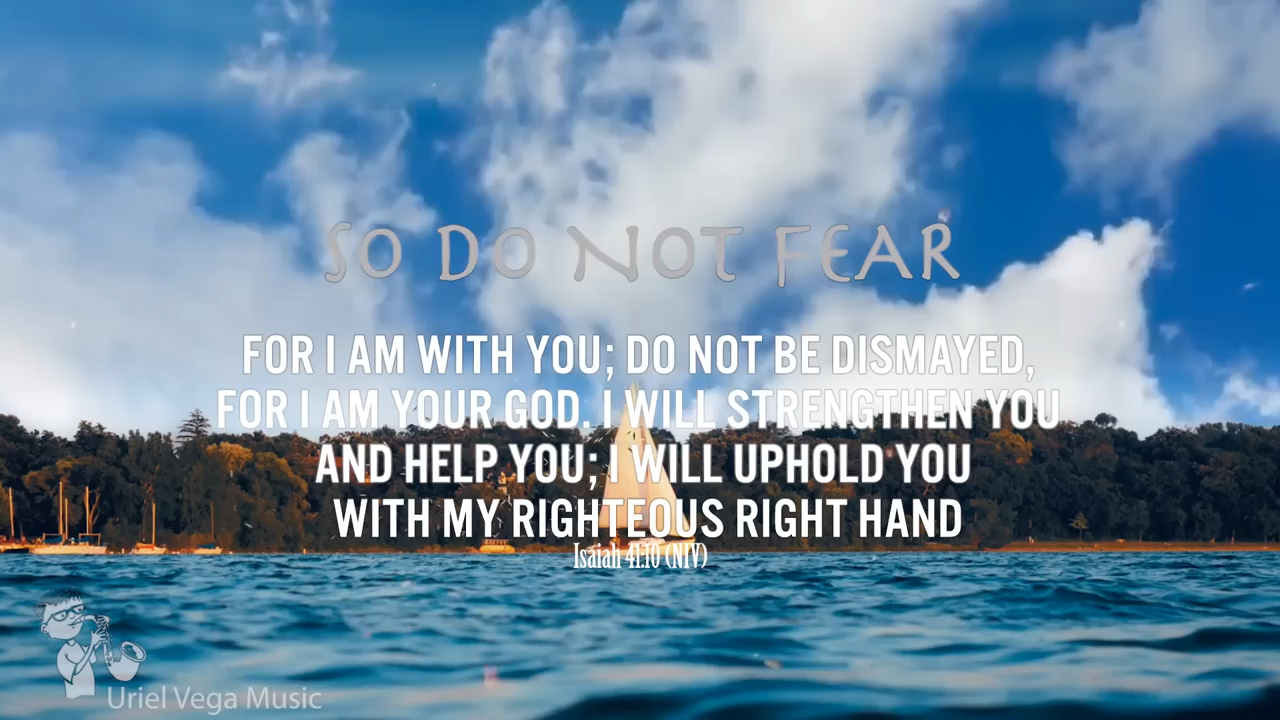 SO DO NOT FEAR
FOR I AM WITH YOU; DO NOT BE DISMAYED,
FOR I AM YOUR GOD. I WILL STRENGTHEN YOU
AND HELP YOU; I WILL UPHOLD YOU
WITH MY RIGHTEOUS RIGHT HAND
Isaiah 41:10 (NIV)
Uriel Vega Music